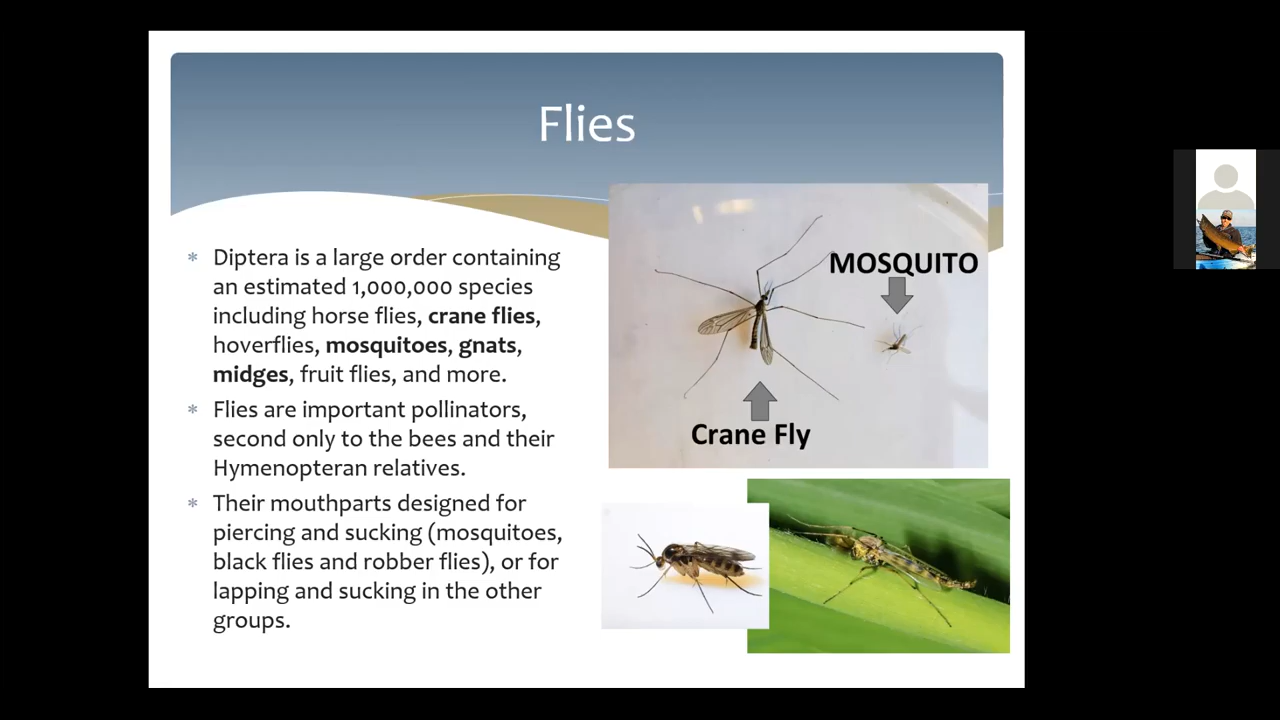 Flies
* Diptera is a large order containing
an estimated 1,000,000 species
including horse flies, crane flies,
hoverflies, mosquitoes, gnats,
midges, fruit flies, and more.
* Flies are important pollinators,
second only to the bees and their
Hymenopteran relatives.
* Their mouthparts designed for
piercing and sucking (mosquitoes,
black flies and robber flies), or for
lapping and sucking in the other
groups.
MOSQUITO
Crane Fly